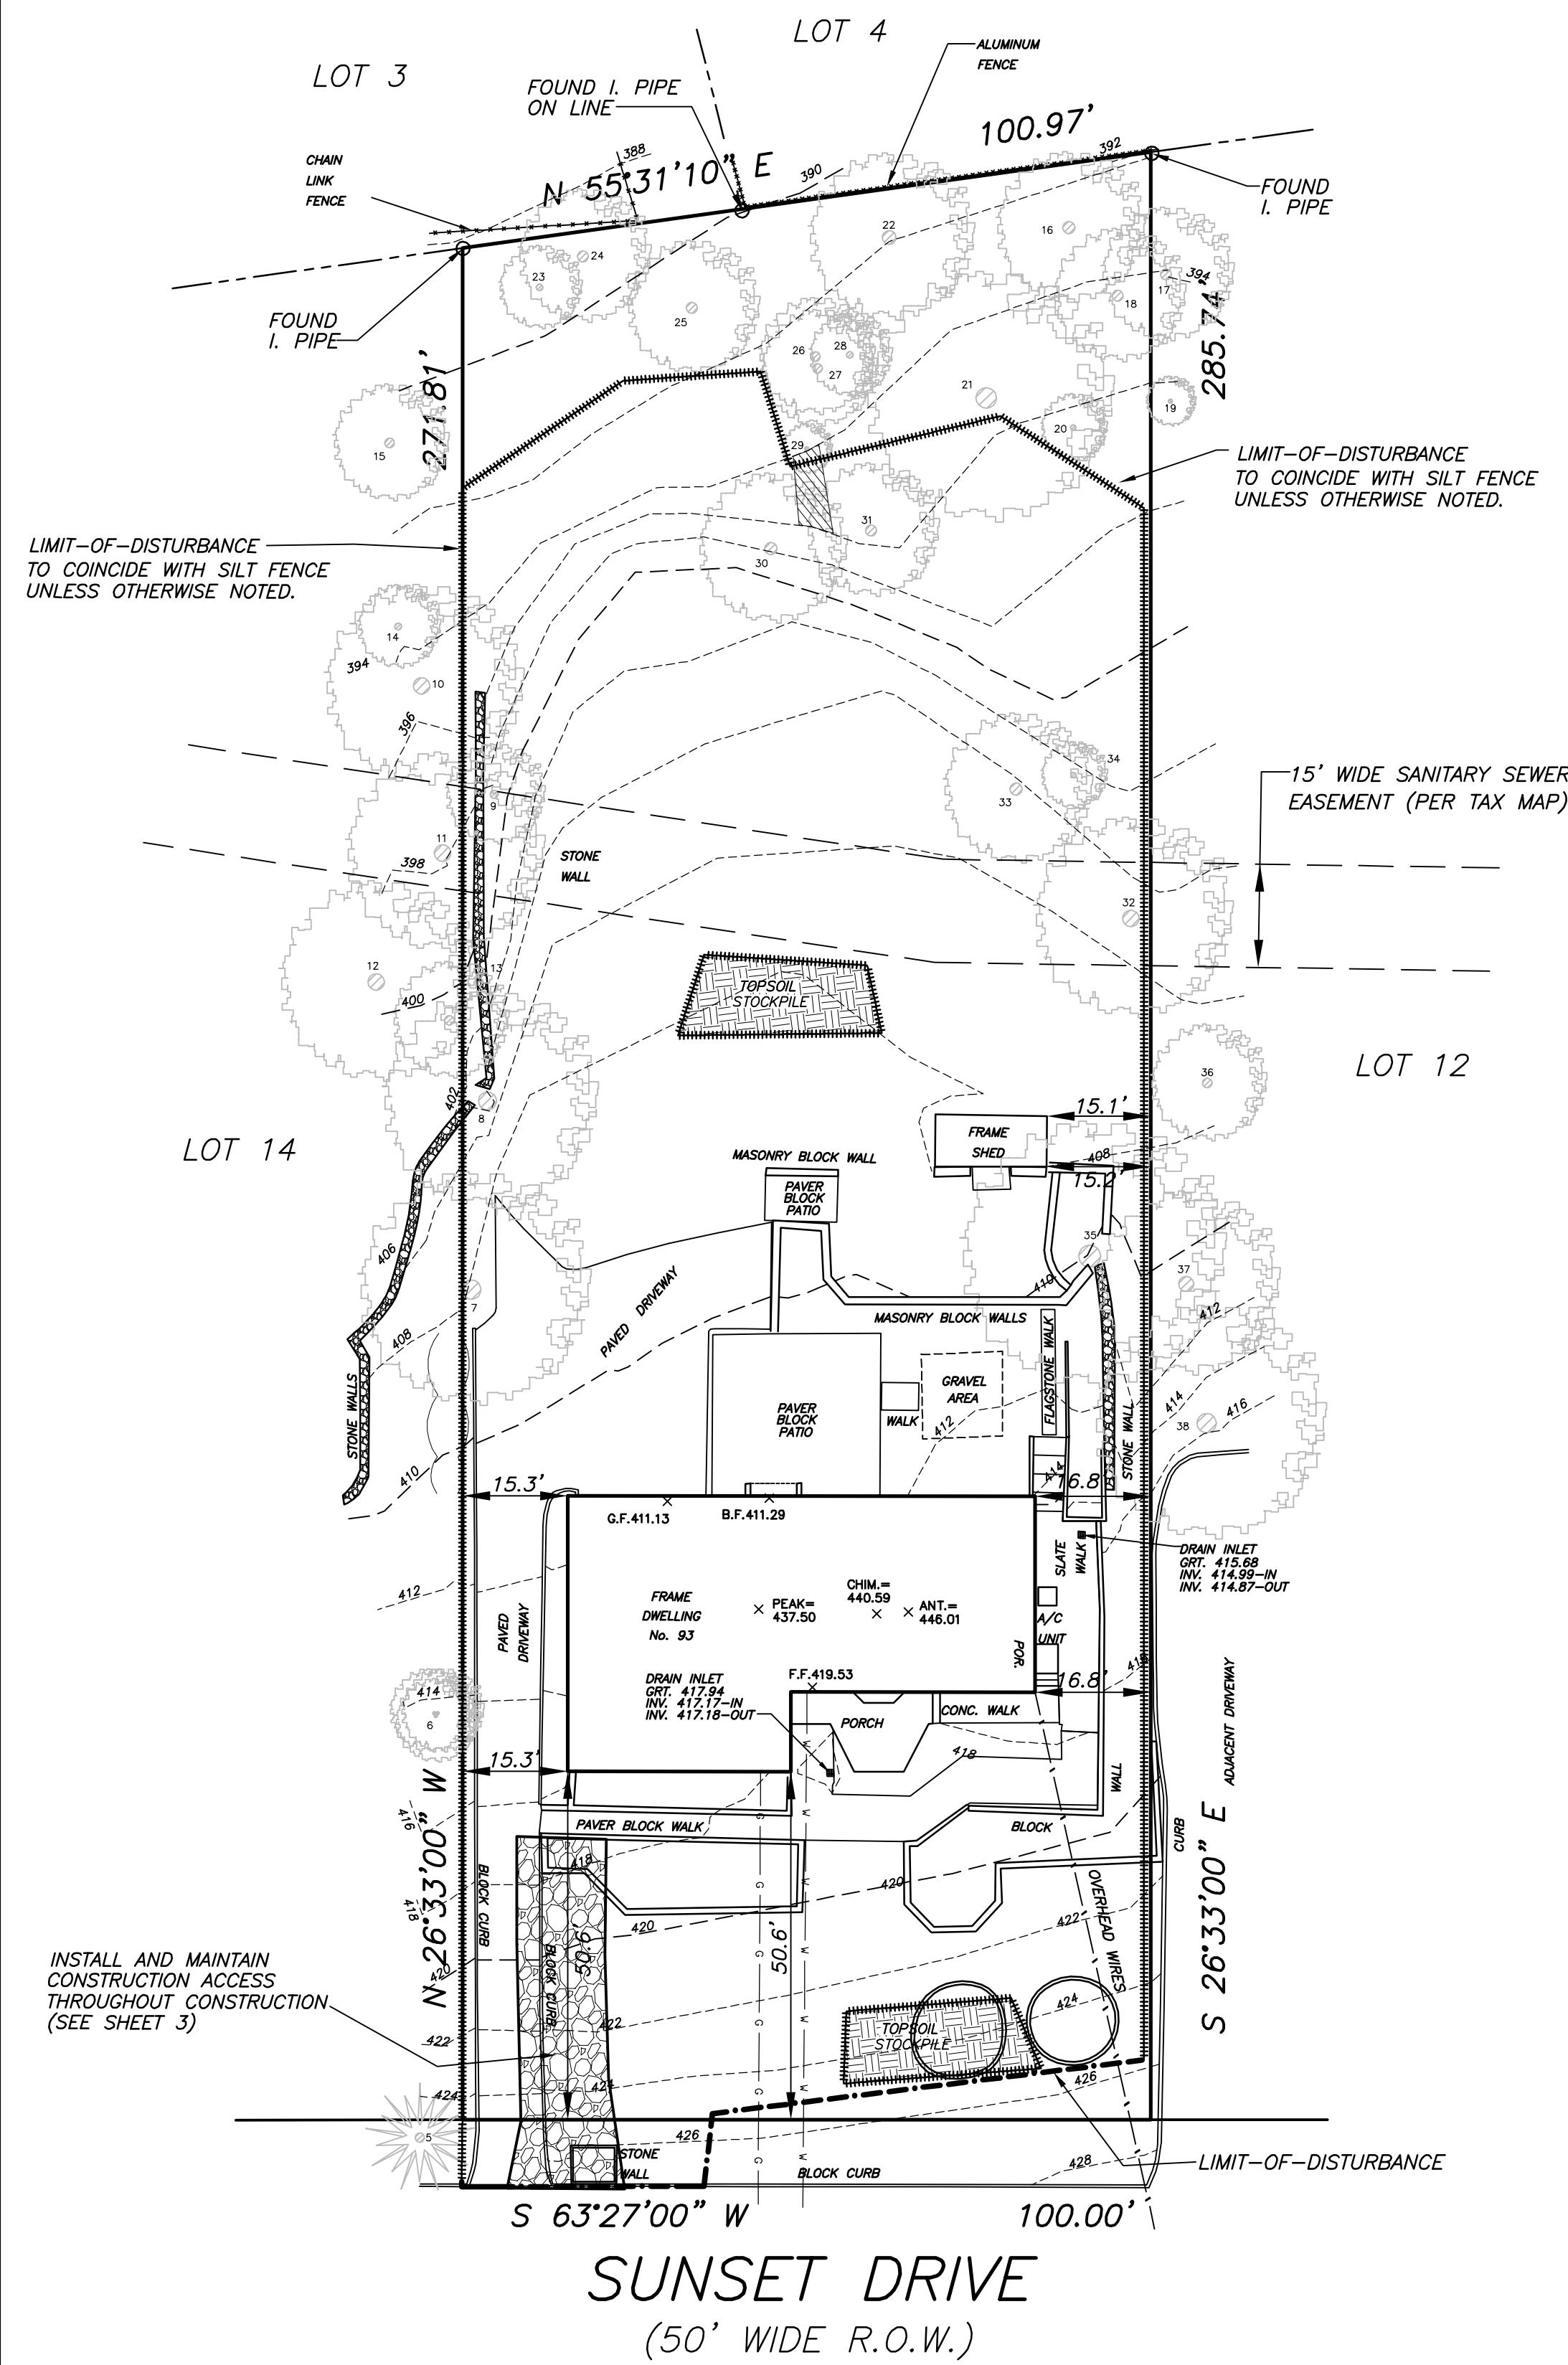 LOT 4
ALUMINUM
FENCE
LOT 3
FOUND I. PIPE
ON LINE
100.97'
CHAIN
LINK
FENCE
388
N 55°31'10" E
390
392
FOUND
I. PIPE
22
16
24
23
394
17
18
25
285.74'
FOUND
I. PIPE
26
28
27
271.81'
21
19
20
15
29
LIMIT-OF-DISTURBANCE
TO COINCIDE WITH SILT FENCE
UNLESS OTHERWISE NOTED.
31
30
LIMIT-OF-DISTURBANCE
TO COINCIDE WITH SILT FENCE
UNLESS OTHERWISE NOTED.
14
394
10
396
34
33
9
15' WIDE SANITARY SEWER
EASEMENT (PER TAX MAP)
11
398
STONE
WALL
32
12
13
400
TOPSOIL
STOCKPILE
LOT 12
36
402
8
15.1'
LOT 14
FRAME
SHED
408
15.2'
MASONRY BLOCK WALL
PAVER
BLOCK
PATIO
35
406
410
37
7
PAVED DRIVEWAY
412
MASONRY BLOCK WALLS
408
FLAGSTONE WALK
GRAVEL
AREA
PAVER
BLOCK
PATIO
WALK
412
414
416
38
STONE WALLS
STONE WALL
410
414
15.3'
16.8'
G.F.411.13
B.F.411.29
DRAIN INLET
GRT. 415.68
INV. 414.99-IN
INV. 414.87-OUT
SLATE
WALK
412
FRAME
DWELLING
No. 93
PEAK=
437.50
CHIM.=
440.59
ANT.=
446.01
A/C
UNIT
PAVED
DRIVEWAY
POR.
F.F.419.53
16.8'
DRAIN INLET
GRT. 417.94
INV. 417.17-IN
INV. 417.18-OUT
414
6
PORCH
CONC. WALK
418
ADJACENT DRIVEWAY
15.3'
WALL
416
PAVER BLOCK WALK
BLOCK
CURB
N 26°33'00" W
S 26°33'00" E
418
BLOCK CURB
418
420
420
422
OVERHEAD WIRES
50.6'
50.6'
BLOCK CURB
INSTALL AND MAINTAIN
CONSTRUCTION ACCESS
THROUGHOUT CONSTRUCTION
(SEE SHEET 3)
420
G
W
422
422
424
TOPSOIL
STOCKPILE
424
424
426
5
426
428
STONE
WALL
BLOCK CURB
LIMIT-OF-DISTURBANCE
S 63°27'00" W
100.00'
SUNSET DRIVE
(50' WIDE R.O.W.)